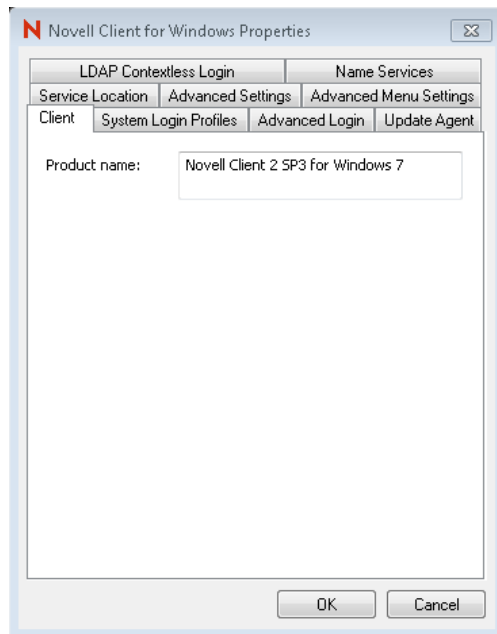 Novell Client for Windows Properties
LDAP Contextless Login Name Services
Service Location Advanced Settings Advanced Menu Settings
Client System Login Profiles Advanced Login Update Agent
Product name: Novell Client 2 SP3 for Windows 7
OK Cancel